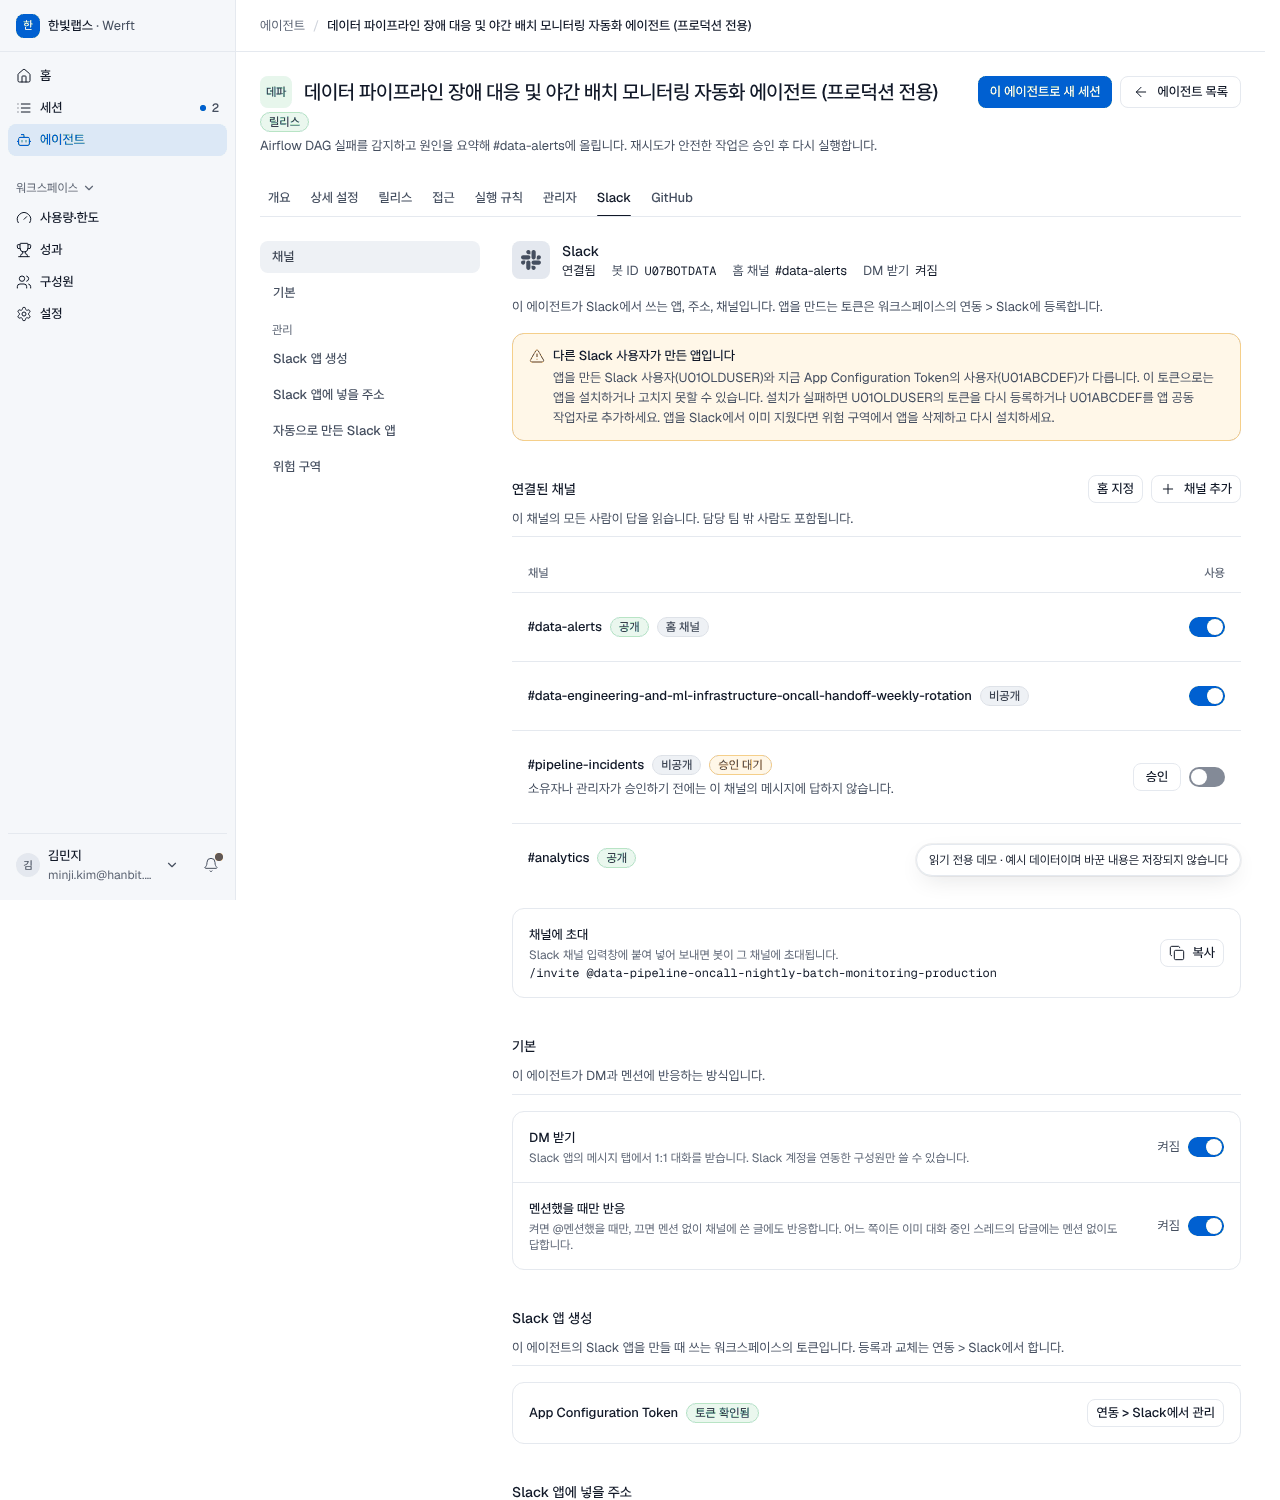 한 한빛랩스 · Werft
홈
세션 2
에이전트
워크스페이스
사용량·한도
성과
구성원
설정
김 김민지
minji.kim@hanbit....
에이전트 / 데이터 파이프라인 장애 대응 및 야간 배치 모니터링 자동화 에이전트 (프로덕션 전용)
데파 데이터 파이프라인 장애 대응 및 야간 배치 모니터링 자동화 에이전트 (프로덕션 전용)
릴리스
이 에이전트로 새 세션
에이전트 목록
Airflow DAG 실패를 감지하고 원인을 요약해 #data-alerts에 올립니다. 재시도가 안전한 작업은 승인 후 다시 실행합니다.
개요 상세 설정 릴리스 접근 실행 규칙 관리자 Slack GitHub
채널
기본
관리
Slack 앱 생성
Slack 앱에 넣을 주소
자동으로 만든 Slack 앱
위험 구역
Slack
연결됨 봇 ID U07BOTDATA 홈 채널 #data-alerts DM 받기 켜짐
이 에이전트가 Slack에서 쓰는 앱, 주소, 채널입니다. 앱을 만드는 토큰은 워크스페이스의 연동 > Slack에 등록합니다.
다른 Slack 사용자가 만든 앱입니다
앱을 만든 Slack 사용자(U01OLDUSER)와 지금 App Configuration Token의 사용자(U01ABCDEF)가 다릅니다. 이 토큰으로는
앱을 설치하거나 고치지 못할 수 있습니다. 설치가 실패하면 U01OLDUSER의 토큰을 다시 등록하거나 U01ABCDEF를 앱 공동
작업자로 추가하세요. 앱을 Slack에서 이미 지웠다면 위험 구역에서 앱을 삭제하고 다시 설치하세요.
연결된 채널
홈 지정
채널 추가
이 채널의 모든 사람이 답을 읽습니다. 담당 팀 밖 사람도 포함됩니다.
채널 사용
#data-alerts 공개 홈 채널
#data-engineering-and-ml-infrastructure-oncall-handoff-weekly-rotation 비공개
#pipeline-incidents 비공개 승인 대기
소유자나 관리자가 승인하기 전에는 이 채널의 메시지에 답하지 않습니다.
승인
#analytics 공개
읽기 전용 데모 · 예시 데이터이며 바꾼 내용은 저장되지 않습니다
채널에 초대
Slack 채널 입력창에 붙여 넣어 보내면 봇이 그 채널에 초대됩니다.
/invite @data-pipeline-oncall-nightly-batch-monitoring-production
복사
기본
이 에이전트가 DM과 멘션에 반응하는 방식입니다.
DM 받기
Slack 앱의 메시지 탭에서 1:1 대화를 받습니다. Slack 계정을 연동한 구성원만 쓸 수 있습니다.
켜짐
멘션했을 때만 반응
켜면 @멘션했을 때만, 끄면 멘션 없이 채널에 쓴 글에도 반응합니다. 어느 쪽이든 이미 대화 중인 스레드의 답글에는 멘션 없이도
답합니다.
켜짐
Slack 앱 생성
이 에이전트의 Slack 앱을 만들 때 쓰는 워크스페이스의 토큰입니다. 등록과 교체는 연동 > Slack에서 합니다.
App Configuration Token 토큰 확인됨
연동 > Slack에서 관리
Slack 앱에 넣을 주소